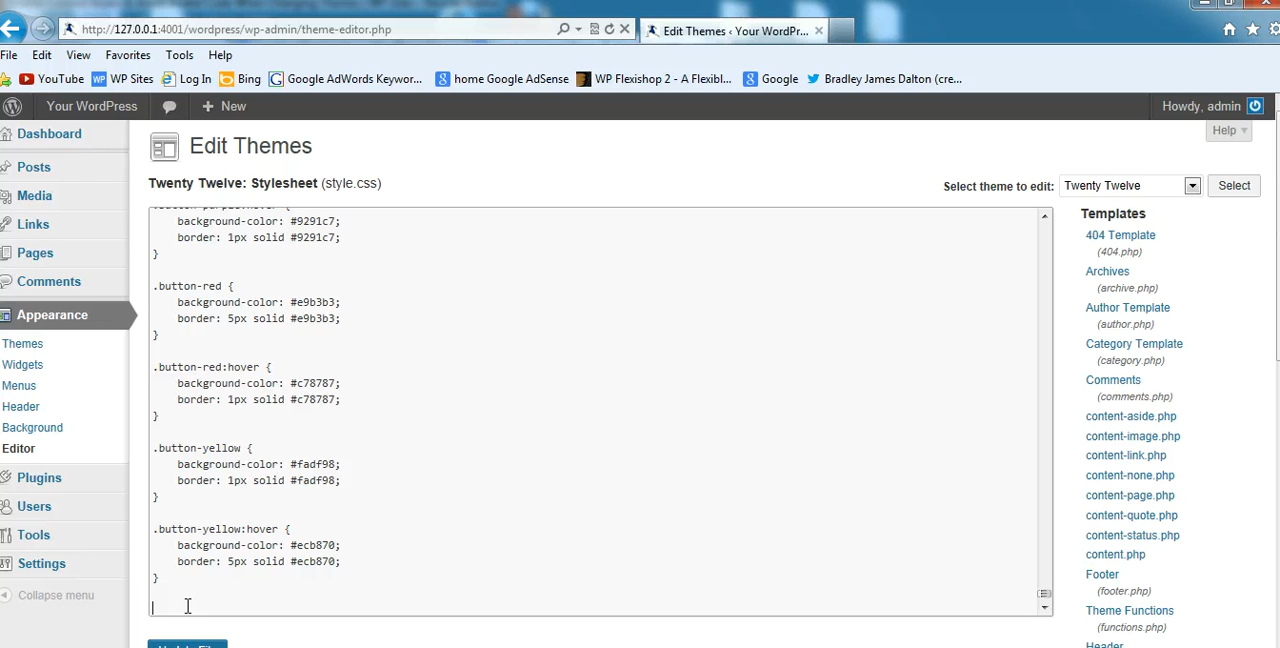 http://127.0.0.1:4001/wordpress/wp-admin/theme-editor.php
Edit Themes ‹ Your WordPr...
File Edit View Favorites Tools Help
YouTube WP Sites Log In Bing Google AdWords Keywor... home Google AdSense WP Flexishop 2 - A Flexibl... Google Bradley James Dalton (cre...
Your WordPress + New Howdy, admin
Help
Dashboard
Posts
Media
Links
Pages
Comments
Appearance
Themes
Widgets
Menus
Header
Background
Editor
Plugins
Users
Tools
Settings
Collapse menu
Edit Themes
Twenty Twelve: Stylesheet (style.css)
Select theme to edit: Twenty Twelve Select
background-color: #9291c7;
border: 1px solid #9291c7;
}
.button-red {
background-color: #e9b3b3;
border: 5px solid #e9b3b3;
}
.button-red:hover {
background-color: #c78787;
border: 1px solid #c78787;
}
.button-yellow {
background-color: #fadf98;
border: 1px solid #fadf98;
}
.button-yellow:hover {
background-color: #ecb870;
border: 5px solid #ecb870;
}
Templates
404 Template
(404.php)
Archives
(archive.php)
Author Template
(author.php)
Category Template
(category.php)
Comments
(comments.php)
content-aside.php
content-image.php
content-link.php
content-none.php
content-page.php
content-quote.php
content-status.php
content.php
Footer
(footer.php)
Theme Functions
(functions.php)
Header